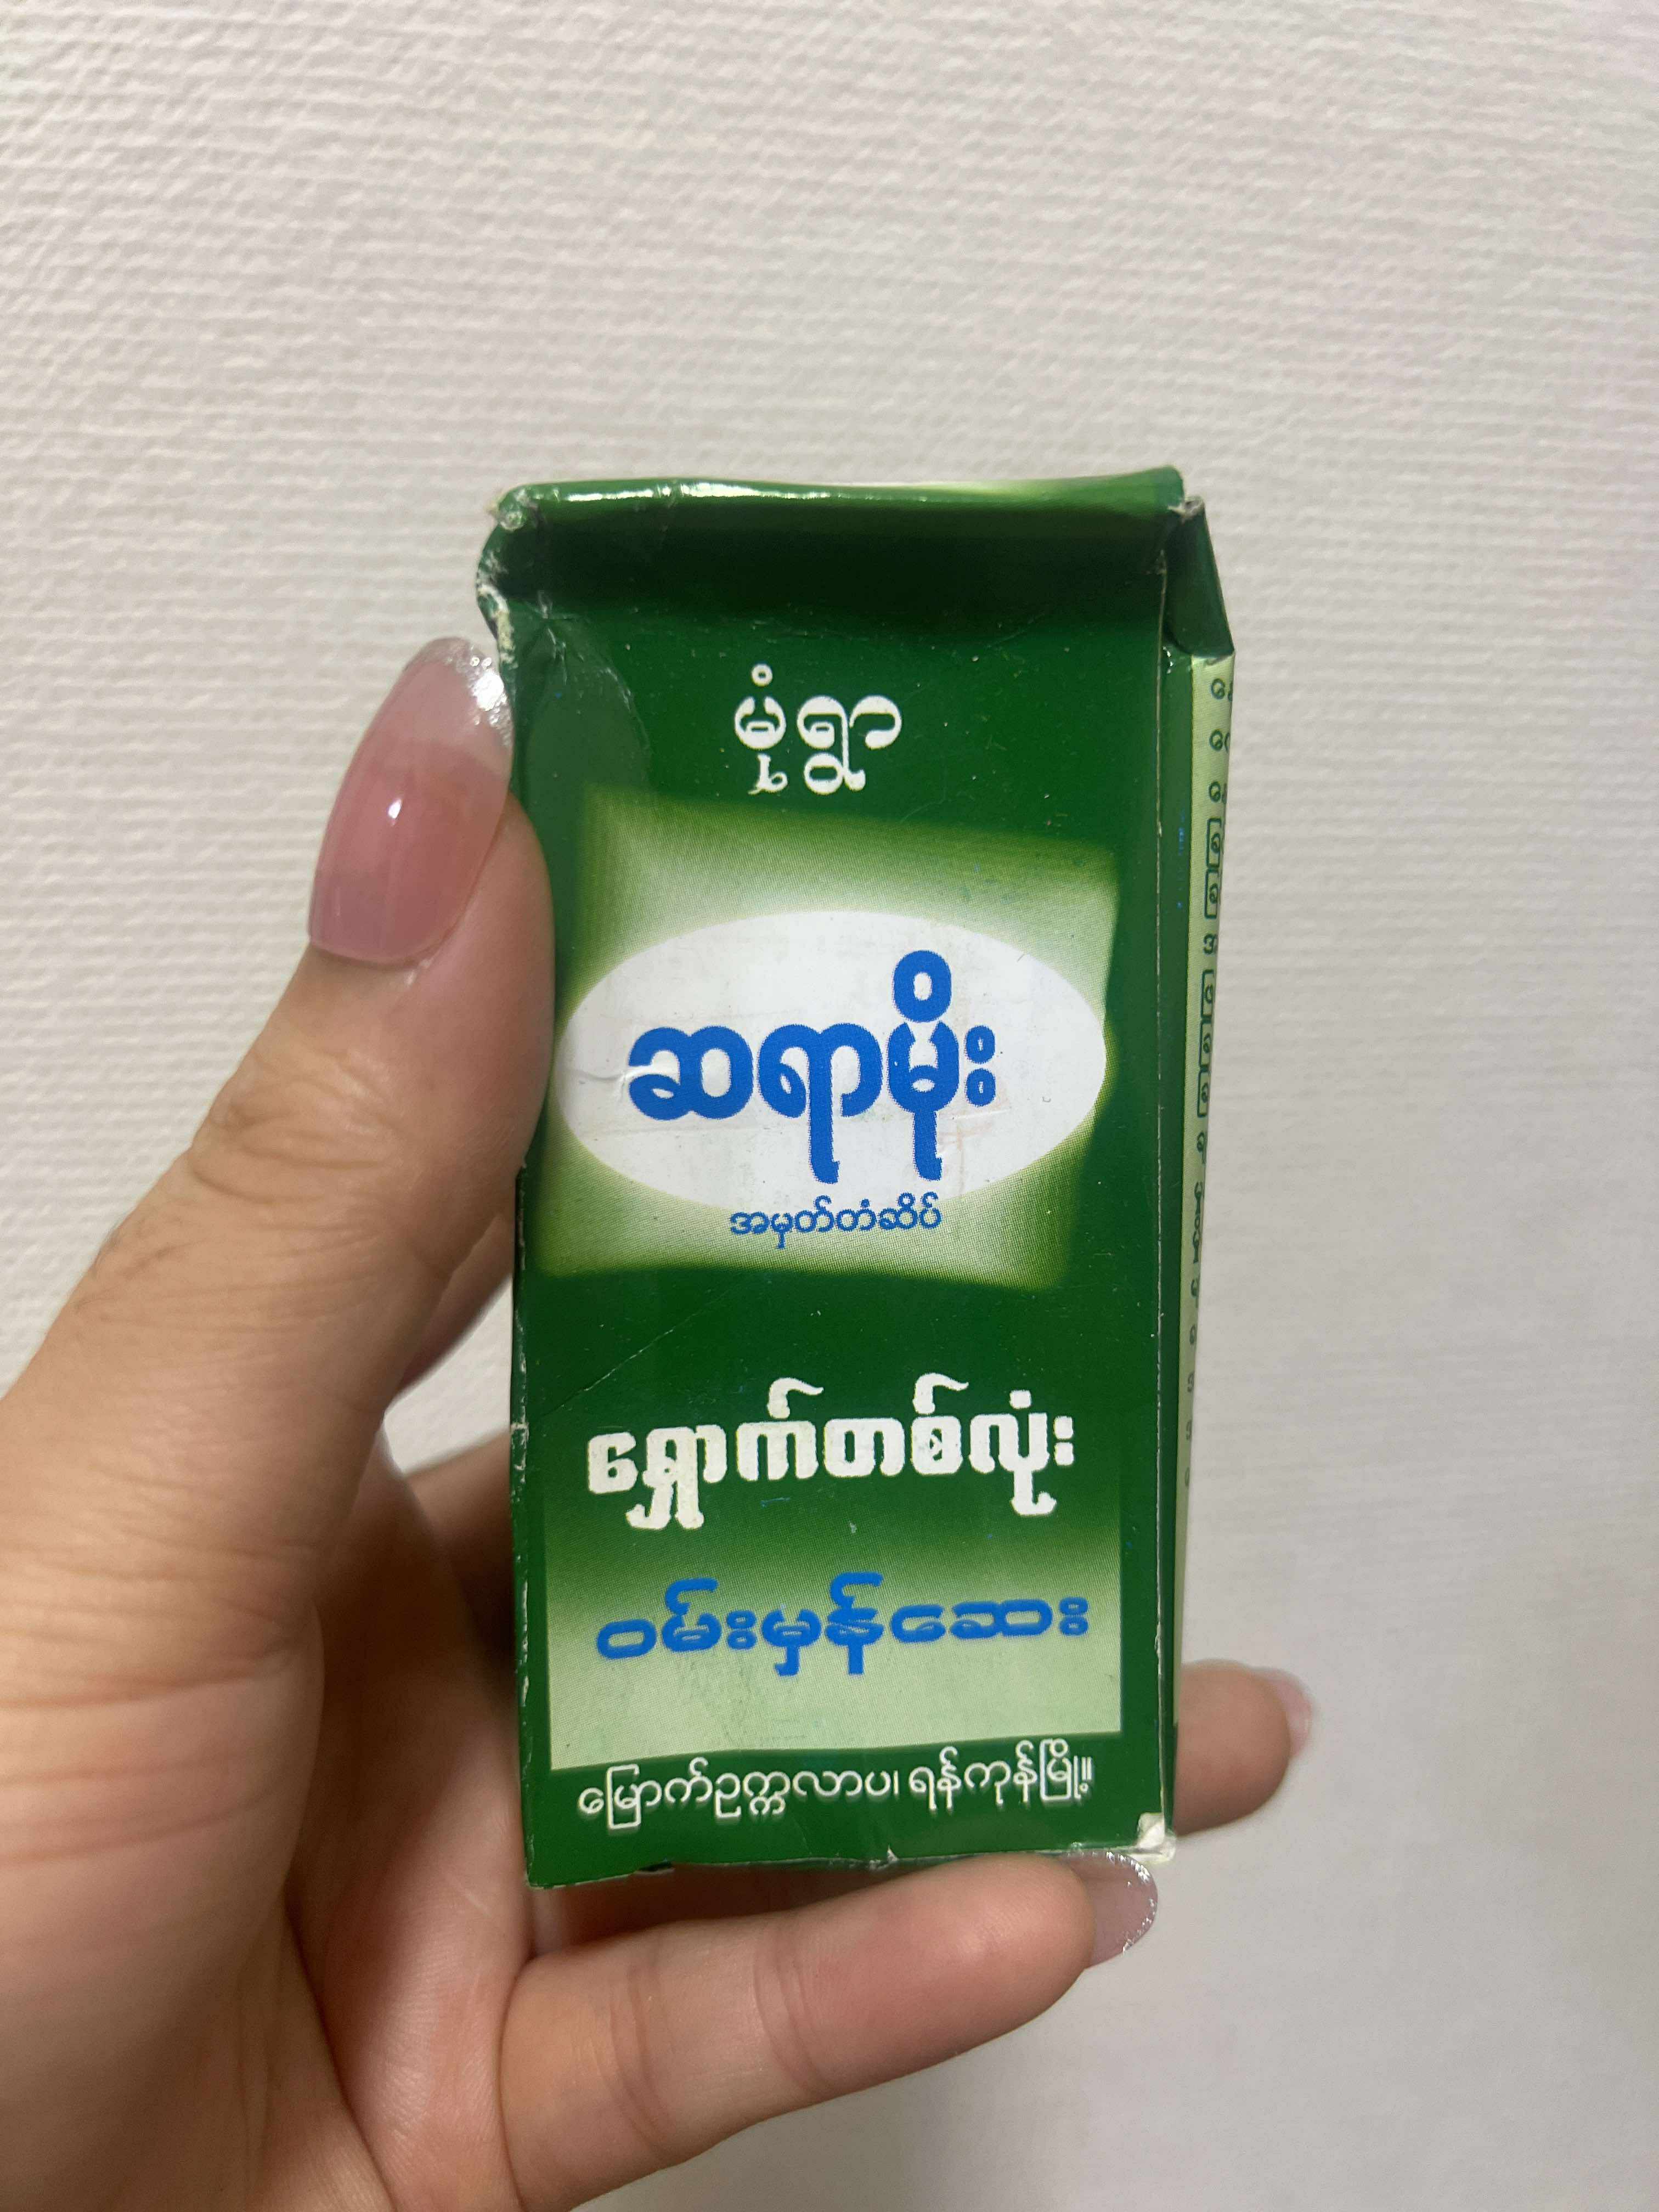 မုံရွာ
ဆရာမိုး
အမှတ်တံဆိပ်
ရှောက်တစ်လုံး
ဝမ်းမှန်ဆေး
မြောက်ဥက္ကလာပ၊ ရန်ကုန်မြို့။